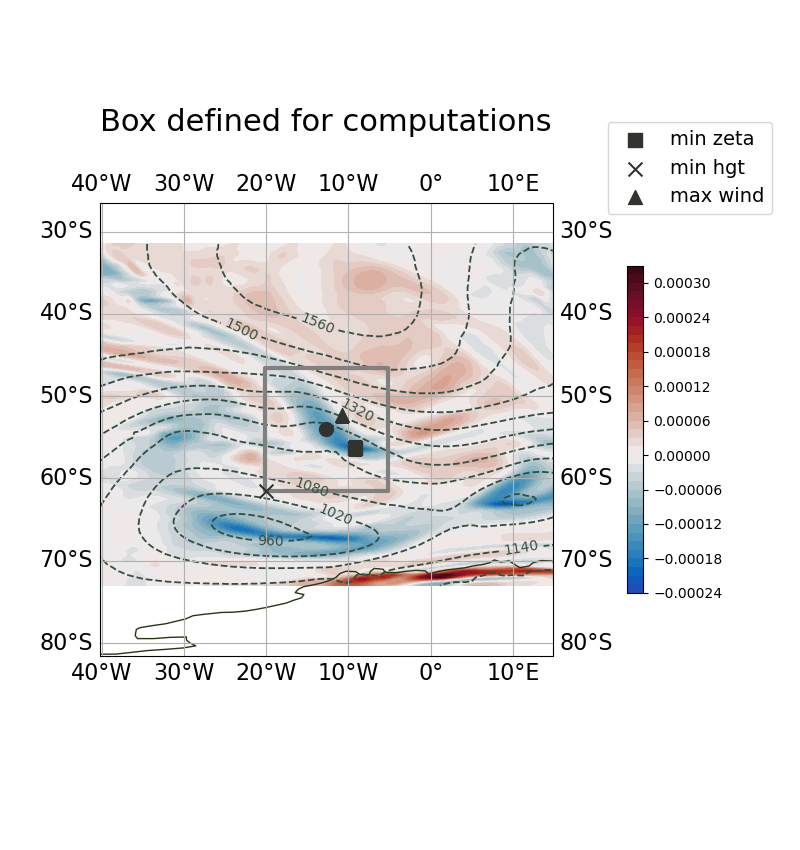 Box defined for computations
min zeta
min hgt
max wind
40°W 30°W 20°W 10°W 0° 10°E
30°S 30°S
40°S 40°S
50°S 50°S
60°S 60°S
70°S 70°S
80°S 80°S
40°W 30°W 20°W 10°W 0° 10°E
1500
1560
1320
1080
1020
960
1140
0.00030
0.00024
0.00018
0.00012
0.00006
0.00000
−0.00006
−0.00012
−0.00018
−0.00024